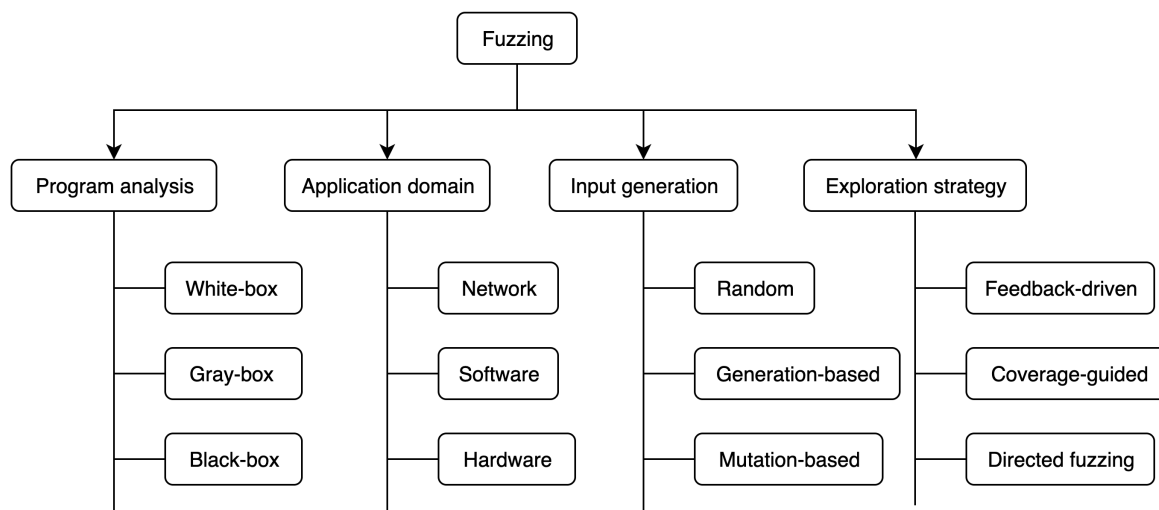 Fuzzing
Program analysis
Application domain
Input generation
Exploration strategy
White-box
Network
Random
Feedback-driven
Gray-box
Software
Generation-based
Coverage-guided
Black-box
Hardware
Mutation-based
Directed fuzzing